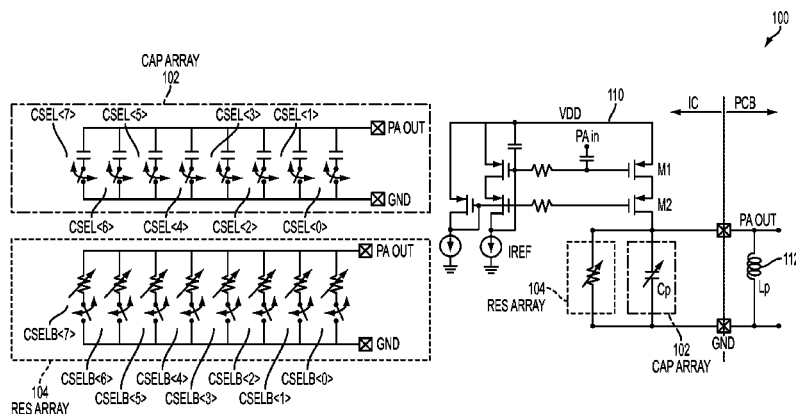 100
CAP ARRAY
102
CSEL<7>
CSEL<5>
CSEL<3>
CSEL<1>
PA OUT
GND
CSEL<6>
CSEL<4>
CSEL<2>
CSEL<0>
PA OUT
GND
CSELB<7>
CSELB<6>
CSELB<5>
CSELB<4>
CSELB<3>
CSELB<2>
CSELB<1>
CSELB<0>
104
RES ARRAY
110
VDD
PA in
M1
M2
IREF
IC
PCB
PA OUT
112
Lp
Cp
104
RES ARRAY
GND
102
CAP ARRAY